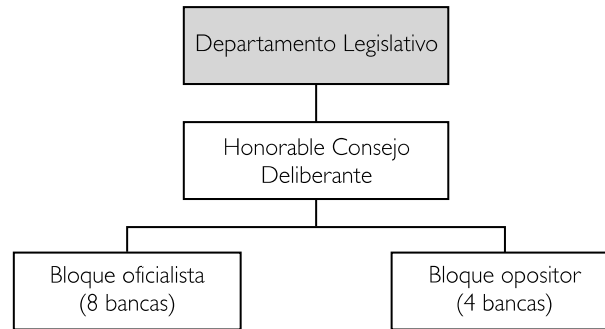 Departamento Legislativo
Honorable Consejo
Deliberante
Bloque oficialista
(8 bancas)
Bloque opositor
(4 bancas)